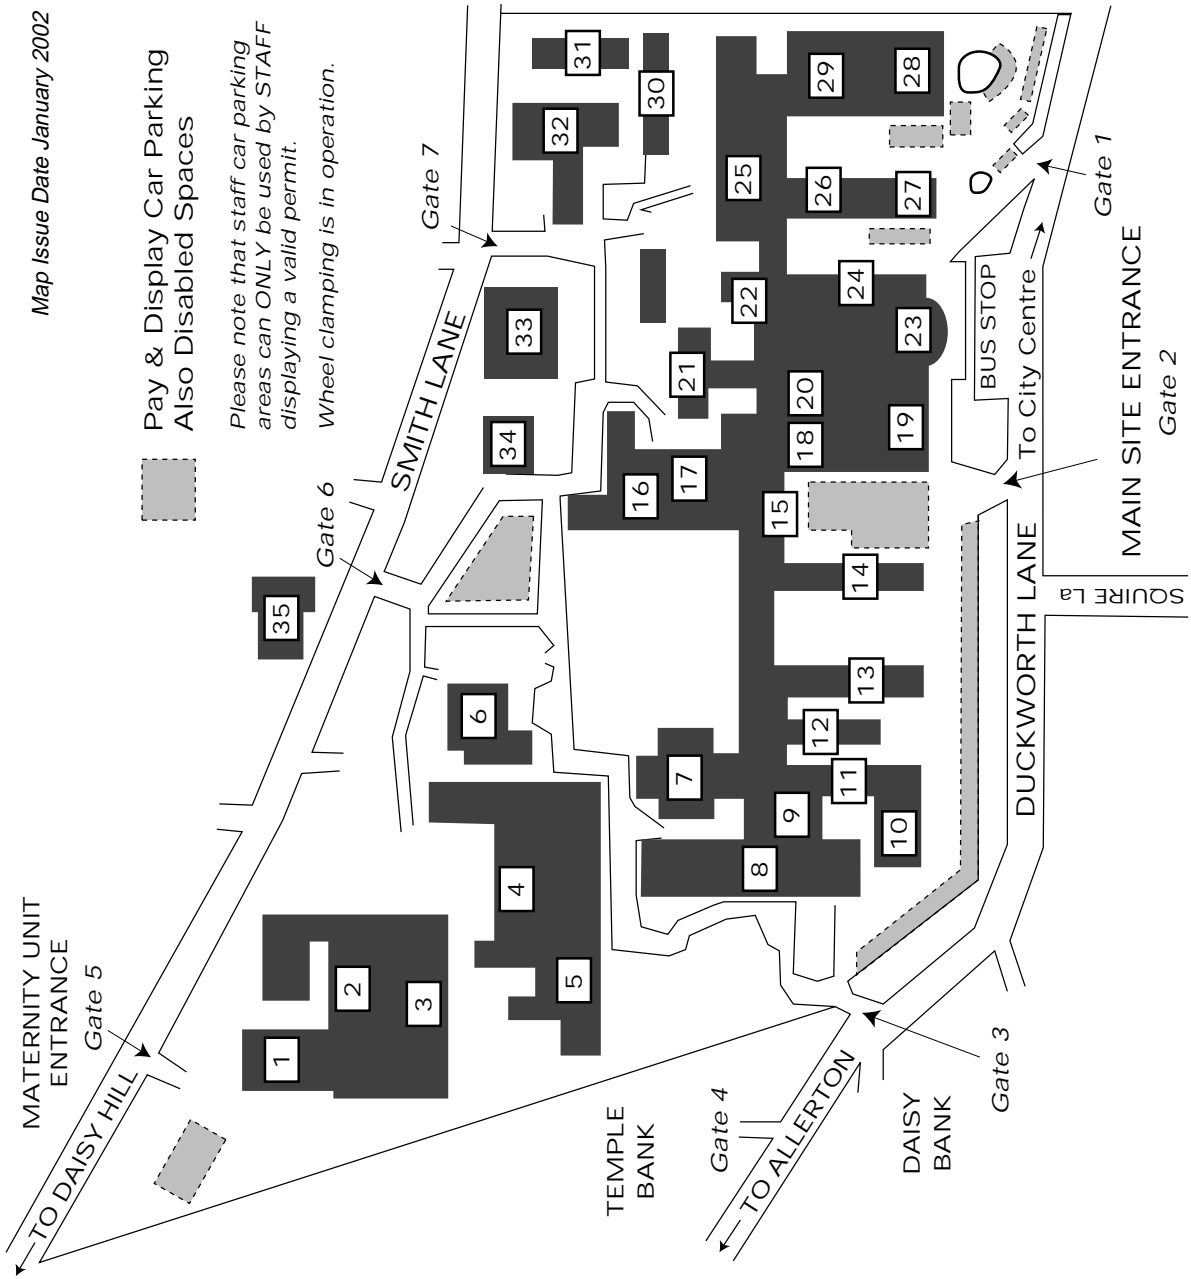 Map Issue Date January 2002
Pay & Display Car Parking
Also Disabled Spaces
Please note that staff car parking
areas can ONLY be used by STAFF
displaying a valid permit.
Wheel clamping is in operation.
MATERNITY UNIT
ENTRANCE
Gate 5
TO DAISY HILL
Gate 6
SMITH LANE
Gate 7
35
34
33
32
31
30
1
2
3
4
5
6
7
8
9
10
11
12
13
14
15
16
17
18
19
20
21
22
23
24
25
26
27
28
29
TEMPLE
BANK
Gate 4
TO ALLERTON
DAISY
BANK
Gate 3
DUCKWORTH LANE
SQUIRE La
BUS STOP
To City Centre
MAIN SITE ENTRANCE
Gate 2
Gate 1